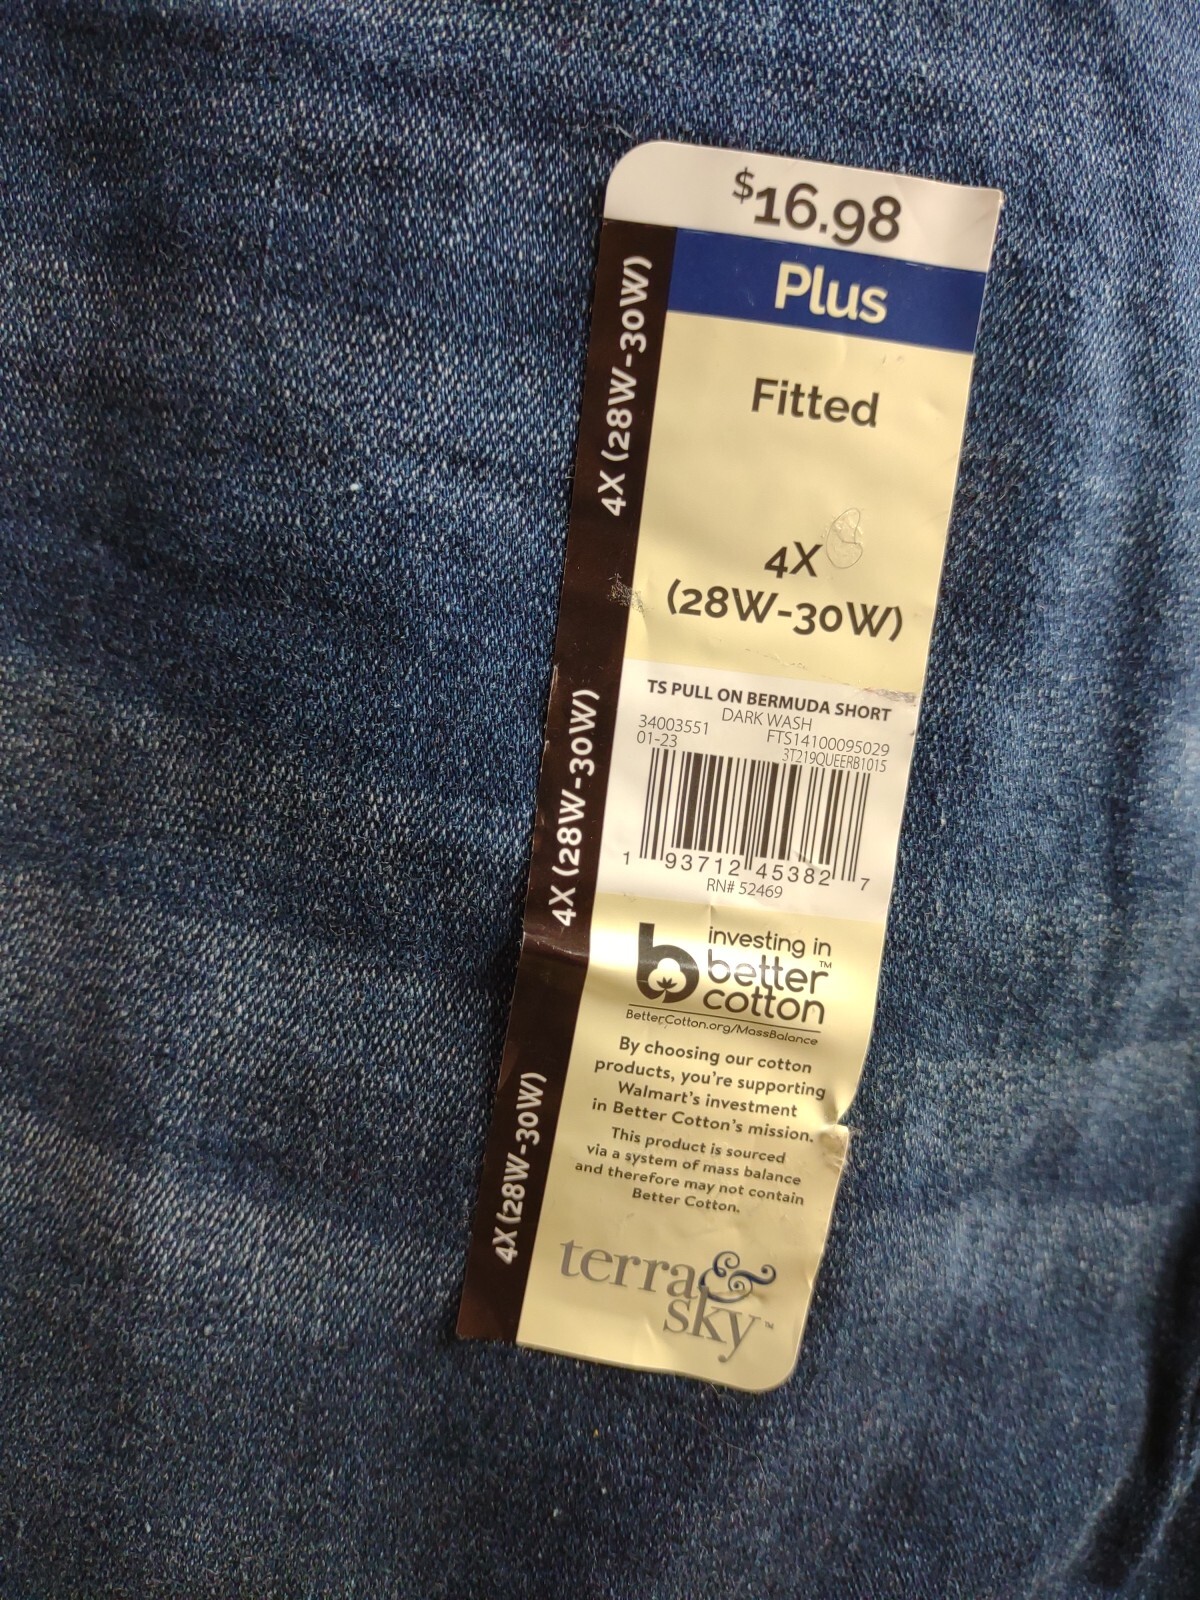 $16.98
Plus
Fitted
4X
(28W-30W)
4X (28W-30W)
4X (28W-30W)
4X (28W-30W)
TS PULL ON BERMUDA SHORT
DARK WASH
34003551 FTS14100095029
01-23 3T219QUEERB1015
1 93712 45382 7
RN# 52469
b
investing in
better™
cotton
BetterCotton.org/MassBalance
By choosing our cotton
products, you're supporting
Walmart's investment
in Better Cotton's mission.
This product is sourced
via a system of mass balance
and therefore may not contain
Better Cotton.
terra &
sky™